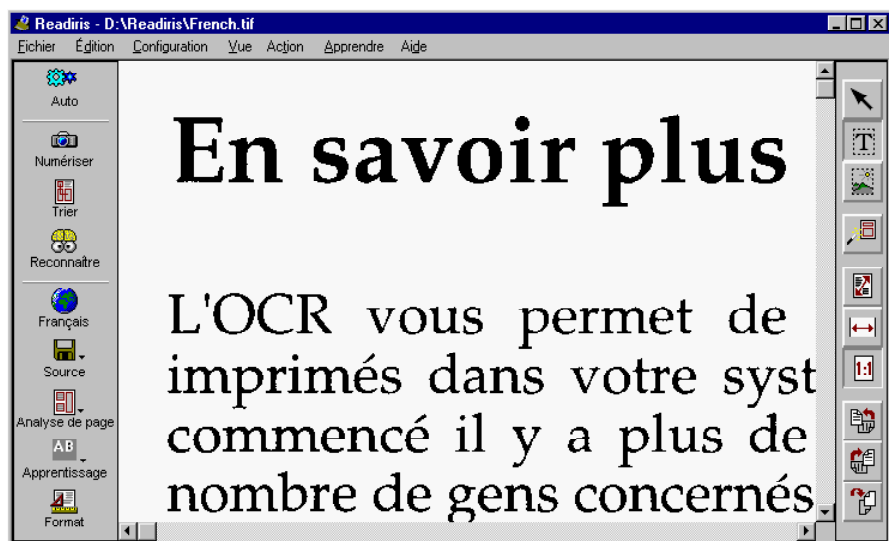 Readiris - D:\Readiris\French.tif
Fichier Édition Configuration Vue Action Apprendre Aide
Auto
Numériser
Trier
Reconnaître
Français
Source
Analyse de page
AB
Apprentissage
Format
En savoir plus
L'OCR vous permet de
imprimés dans votre syst
commencé il y a plus de
nombre de gens concernés
T
1:1